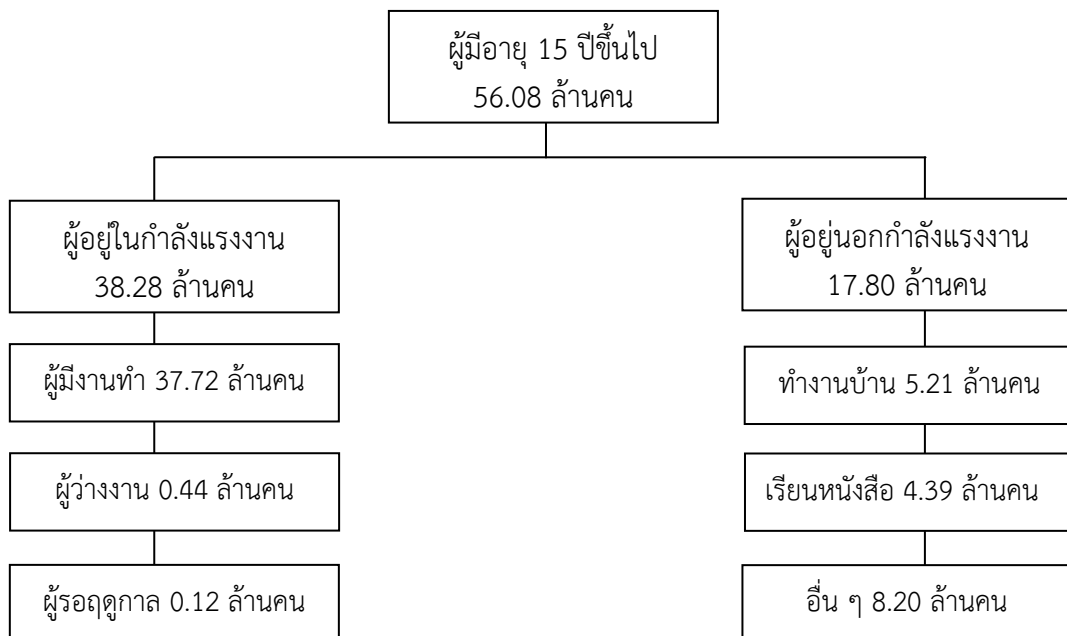 ผู้มีอายุ 15 ปีขึ้นไป
56.08 ล้านคน
ผู้อยู่ในกำลังแรงงาน
38.28 ล้านคน
ผู้มีงานทำ 37.72 ล้านคน
ผู้ว่างงาน 0.44 ล้านคน
ผู้รอฤดูกาล 0.12 ล้านคน
ผู้อยู่นอกกำลังแรงงาน
17.80 ล้านคน
ทำงานบ้าน 5.21 ล้านคน
เรียนหนังสือ 4.39 ล้านคน
อื่น ๆ 8.20 ล้านคน